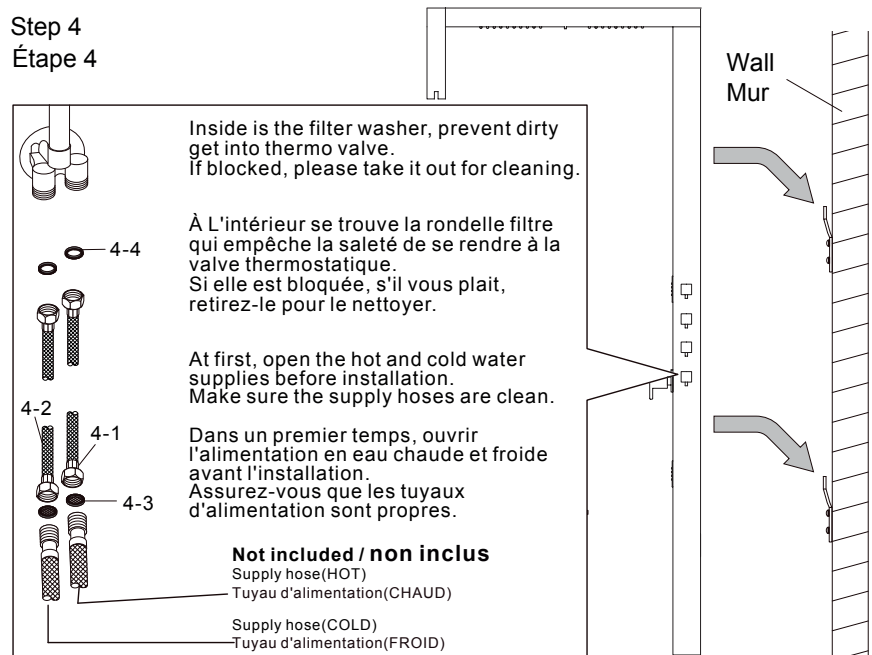 Step 4
Étape 4
Wall
Mur
Inside is the filter washer, prevent dirty
get into thermo valve.
If blocked, please take it out for cleaning.
À L'intérieur se trouve la rondelle filtre
qui empêche la saleté de se rendre à la
valve thermostatique.
Si elle est bloquée, s'il vous plait,
retirez-le pour le nettoyer.
4-4
At first, open the hot and cold water
supplies before installation.
Make sure the supply hoses are clean.
4-2
4-1
Dans un premier temps, ouvrir
l'alimentation en eau chaude et froide
avant l'installation.
Assurez-vous que les tuyaux
d'alimentation sont propres.
4-3
Not included / non inclus
Supply hose(HOT)
Tuyau d'alimentation(CHAUD)
Supply hose(COLD)
Tuyau d'alimentation(FROID)